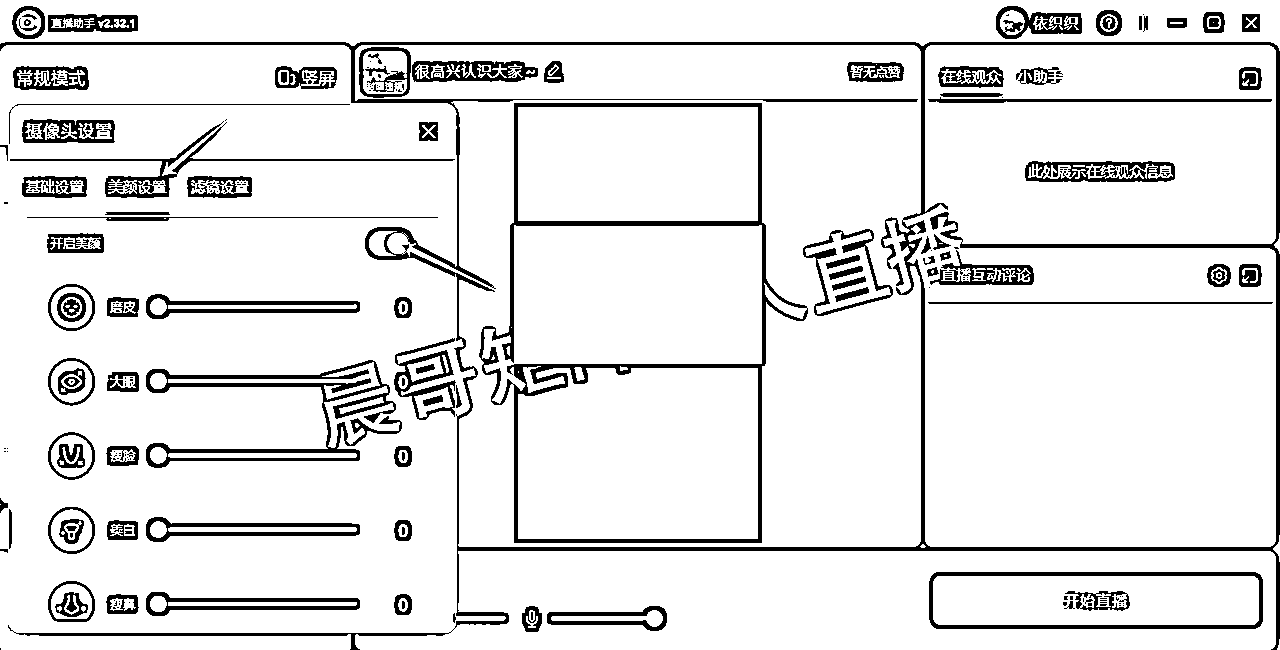 直播助手 v2.32.1
依织织
常规模式
竖屏
很高兴认识大家~
暂无点赞
在线观众 小助手
摄像头设置
基础设置 美颜设置 滤镜设置
此处展示在线观众信息
开启美颜
直播互动评论
磨皮 0
大眼 0
瘦脸 0
美白 0
瘦鼻 0
开始直播
晨哥矩
直播